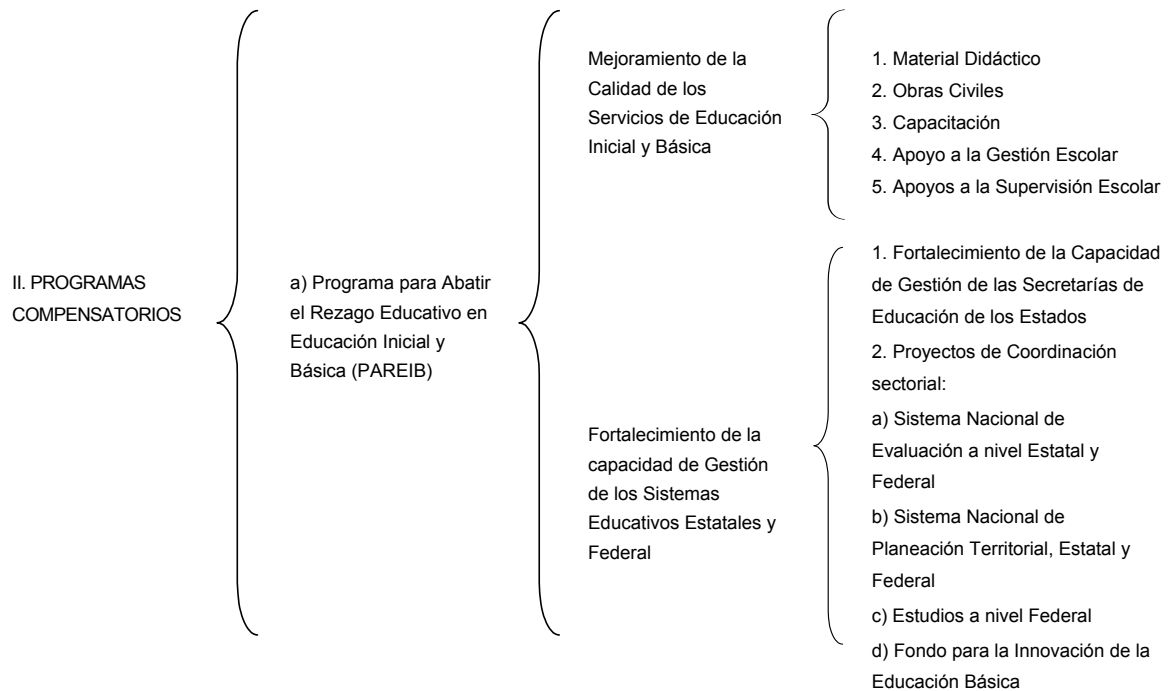 II. PROGRAMAS
COMPENSATORIOS
a) Programa para Abatir
el Rezago Educativo en
Educación Inicial y
Básica (PAREIB)
Mejoramiento de la
Calidad de los
Servicios de Educación
Inicial y Básica
1. Material Didáctico
2. Obras Civiles
3. Capacitación
4. Apoyo a la Gestión Escolar
5. Apoyos a la Supervisión Escolar
Fortalecimiento de la
capacidad de Gestión
de los Sistemas
Educativos Estatales y
Federal
1. Fortalecimiento de la Capacidad
de Gestión de las Secretarías de
Educación de los Estados
2. Proyectos de Coordinación
sectorial:
a) Sistema Nacional de
Evaluación a nivel Estatal y
Federal
b) Sistema Nacional de
Planeación Territorial, Estatal y
Federal
c) Estudios a nivel Federal
d) Fondo para la Innovación de la
Educación Básica